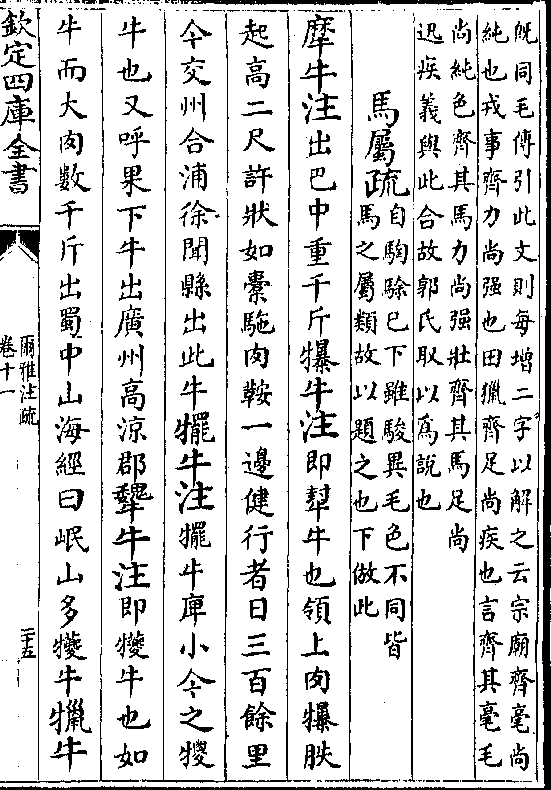 既同毛傳引此文則每增二字以解之云宗廟齊毫尚
純也戎事齊力尚强也田獵齊足尚疾也言齊其毫毛
尚純色齊其馬力尚强壯齊其馬足尚
迅疾義與此合故郭氏取以為說也
馬屬疏
自駒騟已下雖駿異毛色不同皆
馬之屬類故以題之也下倣此
犘牛注出巴中重千斤犦牛注即犎牛也領上肉犦胅
起高二尺許狀如橐駞肉鞍一邊健行者日三百餘里
今交州合浦徐聞縣出此牛犤牛注犤牛庳小今之㹎
牛也又呼果下牛出廣州高凉郡犩牛注即犪牛也如
牛而大肉數千斤出蜀中山海經曰岷山多犪牛犣牛
欽定四庫全書
爾雅注疏
卷十一
二十五